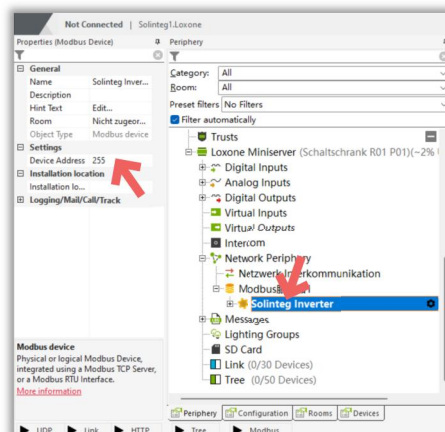 Not Connected | Solinteg1.Loxone
Properties (Modbus Device)
General
Name Solinteg Inver...
Description
Hint Text Edit...
Room Nicht zugeor...
Object Type Modbus device
Settings
Device Address 255
Installation location
Installation lo...
Logging/Mail/Call/Track
Modbus device
Physical or logical Modbus Device,
integrated using a Modbus TCP Server,
or a Modbus RTU Interface.
More information
Periphery
Category: All
Room: All
Preset filters No Filters
Filter automatically
Trusts
Loxone Miniserver (Schaltschrank R01 P01)(~2%
Digital Inputs
Analog Inputs
Digital Outputs
Virtual Inputs
Virtual Outputs
Intercom
Network Periphery
Netzwerk Interkommunikation
Modbus
Solinteg Inverter
Messages
Lighting Groups
SD Card
Link (0/30 Devices)
Tree (0/50 Devices)
Periphery Configuration Rooms Devices
UDP Link HTTP Tree Modbus